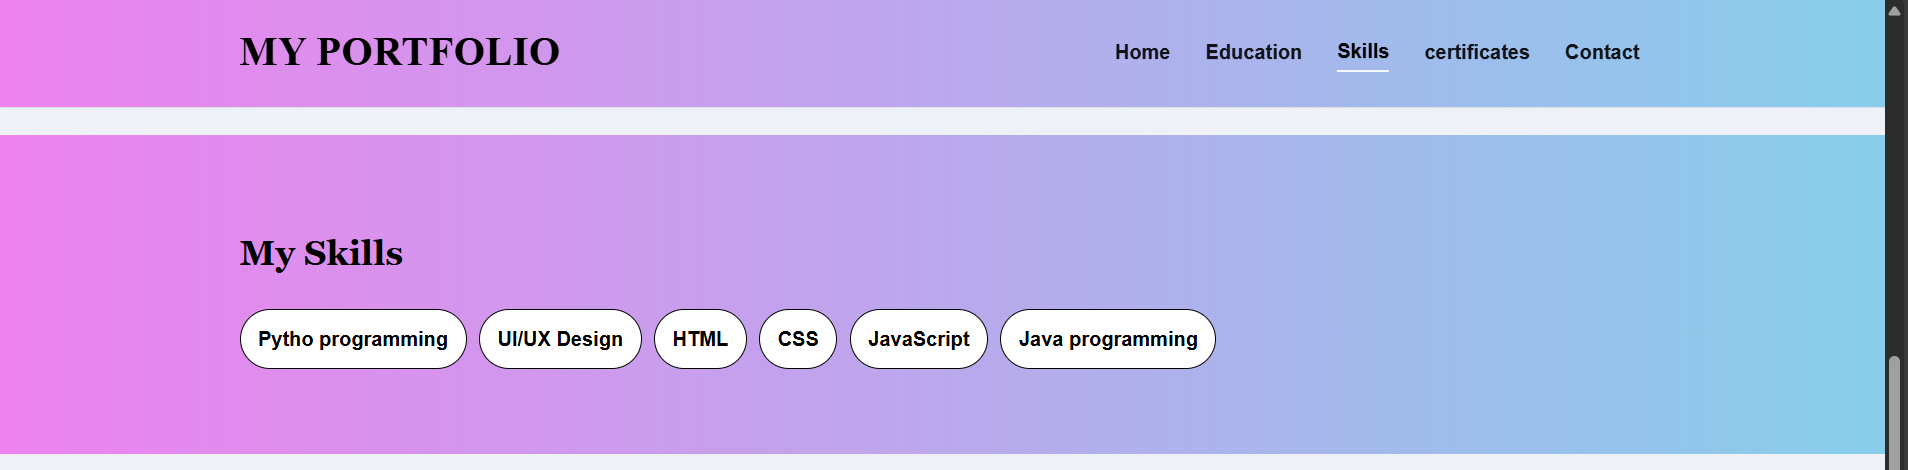 MY PORTFOLIO
Home Education Skills certificates Contact
My Skills
Pytho programming UI/UX Design HTML CSS JavaScript Java programming